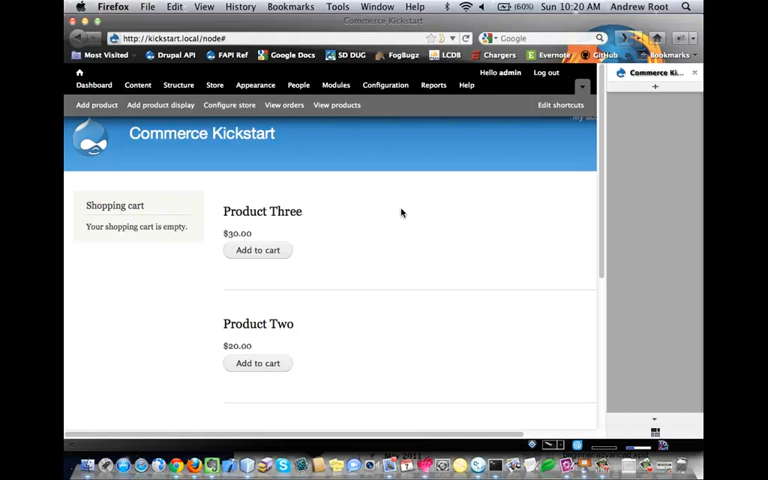 Firefox File Edit View History Bookmarks Tools Window Help (60%) Sun 10:20 AM Andrew Root
Commerce Kickstart
http://kickstart.local/node# Google
Most Visited Drupal API FAPI Ref Google Docs SD DUG FogBugz LCDB Chargers Evernote GitHub Bookmarks
Hello admin Log out
Commerce Ki...
Dashboard Content Structure Store Appearance People Modules Configuration Reports Help
Add product Add product display Configure store View orders View products Edit shortcuts
Commerce Kickstart
Shopping cart
Your shopping cart is empty.
Product Three
$30.00
Add to cart
Product Two
$20.00
Add to cart